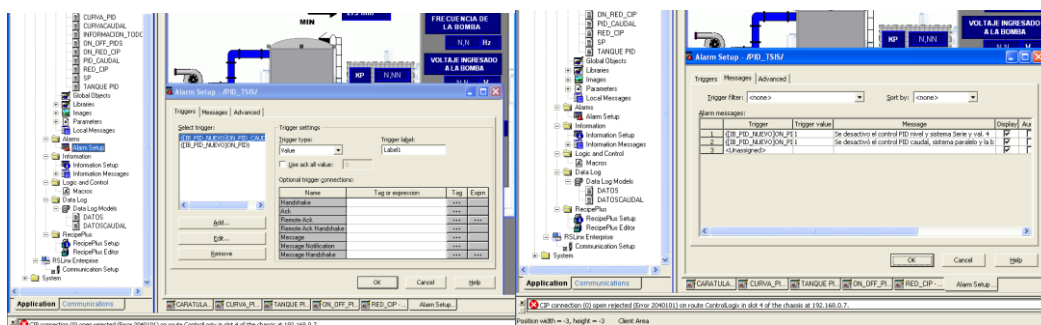 CURVA_PID
CURVACAUDAL
INFORMACION_TODO
ON_OFF_PIDS
ON_RED_CIP
PID_CAUDAL
RED_CIP
SP
TANQUE PID
Global Objects
Libraries
Images
Parameters
Local Messages
Alarms
Alarm Setup
Information
Information Setup
Information Messages
Logic and Control
Macros
Data Log
Data Log Models
DATOS
DATOSCAUDAL
RecipePlus
RecipePlus Setup
RecipePlus Editor
RSLinx Enterprise
Communication Setup
System
Application Communications
MIN
FRECUENCIA DE
LA BOMBA
N,N Hz
VOLTAJE INGRESADO
A LA BOMBA
KP N,NN
Alarm Setup - /PID_TSIS/
Triggers Messages Advanced
Select trigger:
{[IB_PID_NUEVO]ON_PID_CAUD
{[IB_PID_NUEVO]ON_PID}
Add...
Edit...
Remove
Trigger settings
Trigger type: Trigger label:
Value Label1
Use ack all value:
Optional trigger connections:
Name Tag or expression Tag Exprn
Handshake
Ack
Remote Ack
Remote Ack Handshake
Message
Message Notification
Message Handshake
OK Cancel Help
CARATULA... CURVA_PI... TANQUE PI... ON_OFF_PI... RED_CIP - ... Alarm Setup...
CIP connection (0) open rejected (Error 2040101) on route ControlLogix in slot 4 of the chassis at 192.168.0.7.
ON_RED_CIP
PID_CAUDAL
RED_CIP
SP
TANQUE PID
Global Objects
Libraries
Images
Parameters
Local Messages
Alarms
Alarm Setup
Information
Information Setup
Information Messages
Logic and Control
Macros
Data Log
Data Log Models
DATOS
DATOSCAUDAL
RecipePlus
RecipePlus Setup
RecipePlus Editor
RSLinx Enterprise
Communication Setup
System
Application Communications
VOLTAJE INGRESADO
A LA BOMBA
KP N,NN
Alarm Setup - /PID_TSIS/
Triggers Messages Advanced
Trigger filter: <none> Sort by: <none>
Alarm messages:
Trigger Trigger value Message Display
1 {[IB_PID_NUEVO]ON_PI 1 Se desactivo el control PID nivel y sistema Serie y val. 4
2 {[IB_PID_NUEVO]ON_PI 1 Se desactivo el control PID caudal, sistema paralelo y la b
3 <Unassigned>
OK Cancel Help
CARATULA... CURVA_PI... TANQUE PI... ON_OFF_PI... RED_CIP - ... Alarm Setup...
CIP connection (0) open rejected (Error 2040101) on route ControlLogix in slot 4 of the chassis at 192.168.0.7.
Position width = -3, height = -3 Client Area